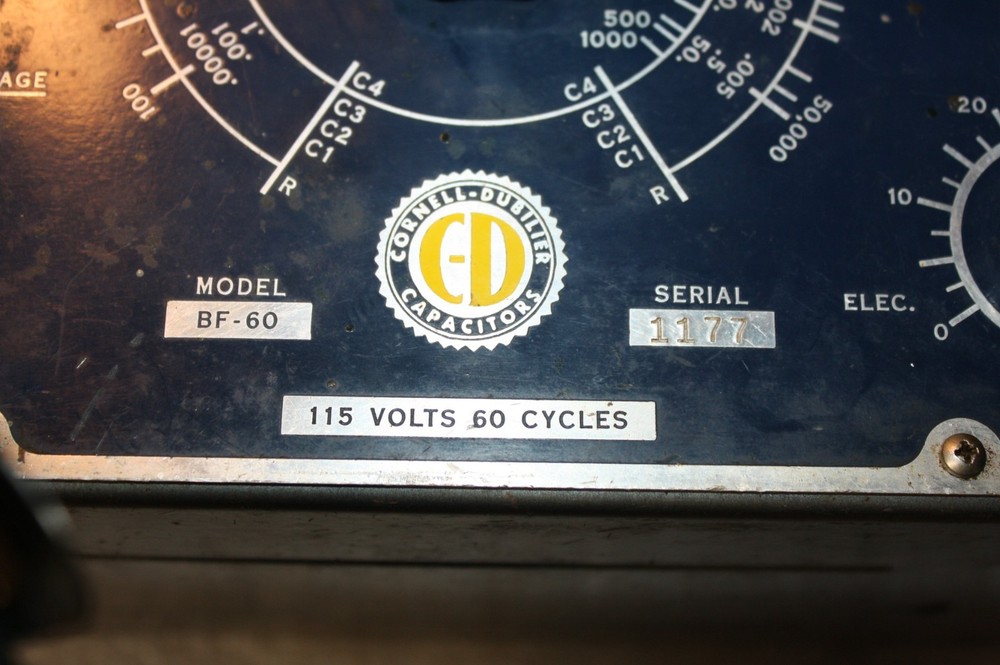 500
1000
.50.
.5 5
.005
50,000
1.
100.
10000.
100
AGE
C4
C3
C2
C1
R
C4
C3
C2
C1
R
20
10
0
ELEC.
CORNELL-DUBILIER
C-D
CAPACITORS
MODEL
BF-60
SERIAL
1177
115 VOLTS 60 CYCLES